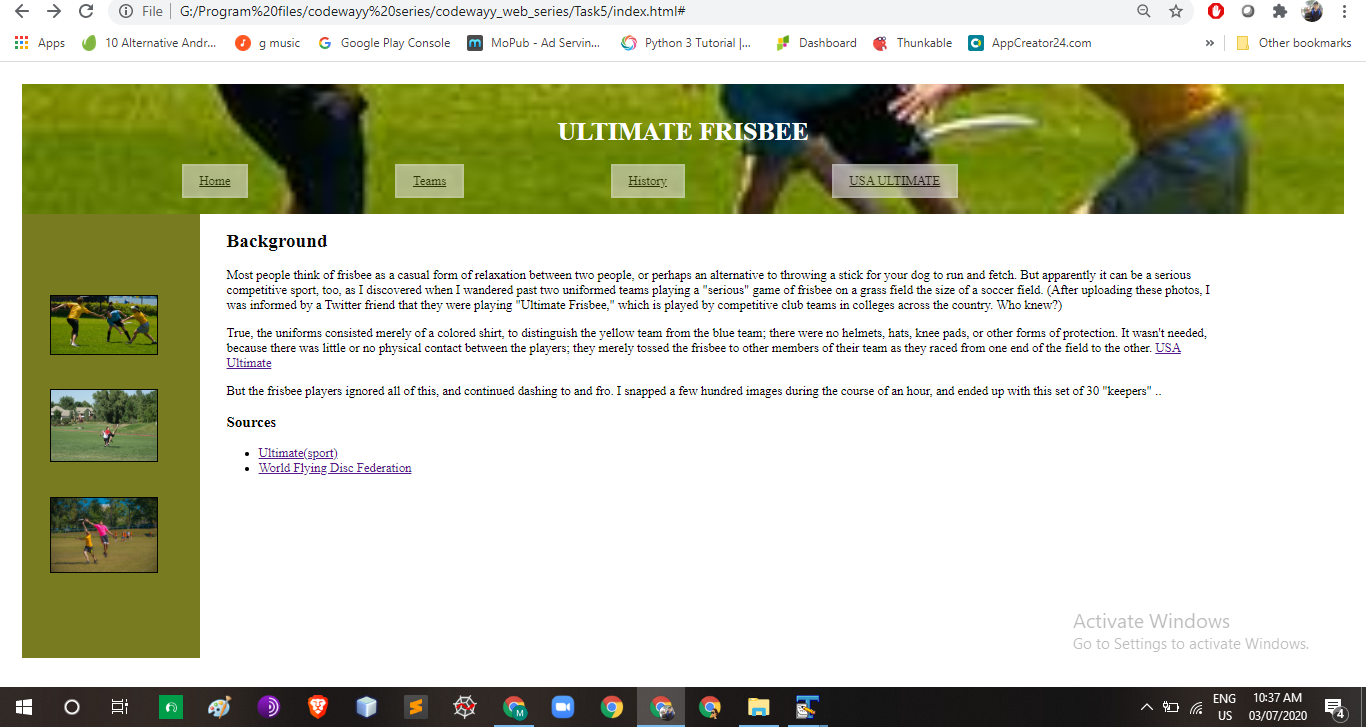 File | G:/Program%20files/codewayy%20series/codewayy_web_series/Task5/index.html#
Apps 10 Alternative Andr... g music Google Play Console MoPub - Ad Servin... Python 3 Tutorial |... Dashboard Thunkable AppCreator24.com » Other bookmarks
ULTIMATE FRISBEE
Home Teams History USA ULTIMATE
Background
Most people think of frisbee as a casual form of relaxation between two people, or perhaps an alternative to throwing a stick for your dog to run and fetch. But apparently it can be a serious
competitive sport, too, as I discovered when I wandered past two uniformed teams playing a "serious" game of frisbee on a grass field the size of a soccer field. (After uploading these photos, I
was informed by a Twitter friend that they were playing "Ultimate Frisbee," which is played by competitive club teams in colleges across the country. Who knew?)
True, the uniforms consisted merely of a colored shirt, to distinguish the yellow team from the blue team; there were no helmets, hats, knee pads, or other forms of protection. It wasn't needed,
because there was little or no physical contact between the players; they merely tossed the frisbee to other members of their team as they raced from one end of the field to the other. USA
Ultimate
But the frisbee players ignored all of this, and continued dashing to and fro. I snapped a few hundred images during the course of an hour, and ended up with this set of 30 "keepers" ..
Sources
• Ultimate(sport)
• World Flying Disc Federation
Activate Windows
Go to Settings to activate Windows.
ENG 10:37 AM
US 03/07/2020 4